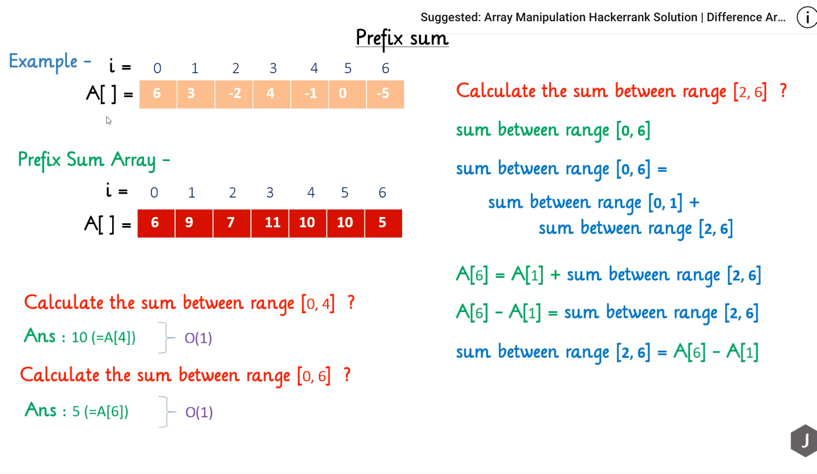 Suggested: Array Manipulation Hackerrank Solution | Difference Ar...
Prefix sum
Example -
i = 0 1 2 3 4 5 6
A[ ] = 6 3 -2 4 -1 0 -5
Prefix Sum Array -
i = 0 1 2 3 4 5 6
A[ ] = 6 9 7 11 10 10 5
Calculate the sum between range [0, 4] ?
Ans : 10 (=A[4]) O(1)
Calculate the sum between range [0, 6] ?
Ans : 5 (=A[6]) O(1)
Calculate the sum between range [2, 6] ?
sum between range [0, 6]
sum between range [0, 6] =
sum between range [0, 1] +
sum between range [2, 6]
A[6] = A[1] + sum between range [2, 6]
A[6] - A[1] = sum between range [2, 6]
sum between range [2, 6] = A[6] - A[1]
J